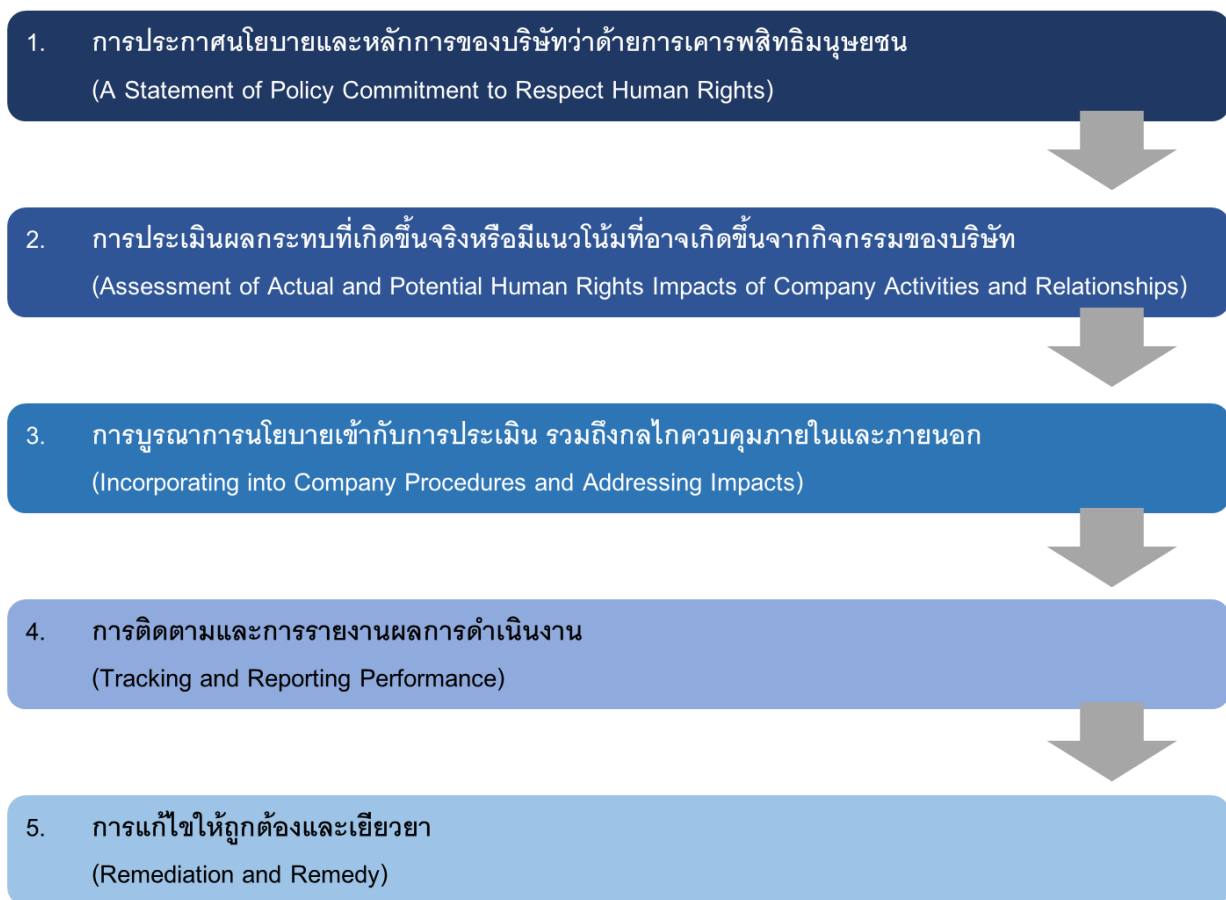 1. การประกาศนโยบายและหลักการของบริษัทว่าด้วยการเคารพสิทธิมนุษยชน
(A Statement of Policy Commitment to Respect Human Rights)
2. การประเมินผลกระทบที่เกิดขึ้นจริงหรือมีแนวโน้มที่อาจเกิดขึ้นจากกิจกรรมของบริษัท
(Assessment of Actual and Potential Human Rights Impacts of Company Activities and Relationships)
3. การบูรณาการนโยบายเข้ากับการประเมิน รวมถึงกลไกควบคุมภายในและภายนอก
(Incorporating into Company Procedures and Addressing Impacts)
4. การติดตามและการรายงานผลการดำเนินงาน
(Tracking and Reporting Performance)
5. การแก้ไขให้ถูกต้องและเยียวยา
(Remediation and Remedy)